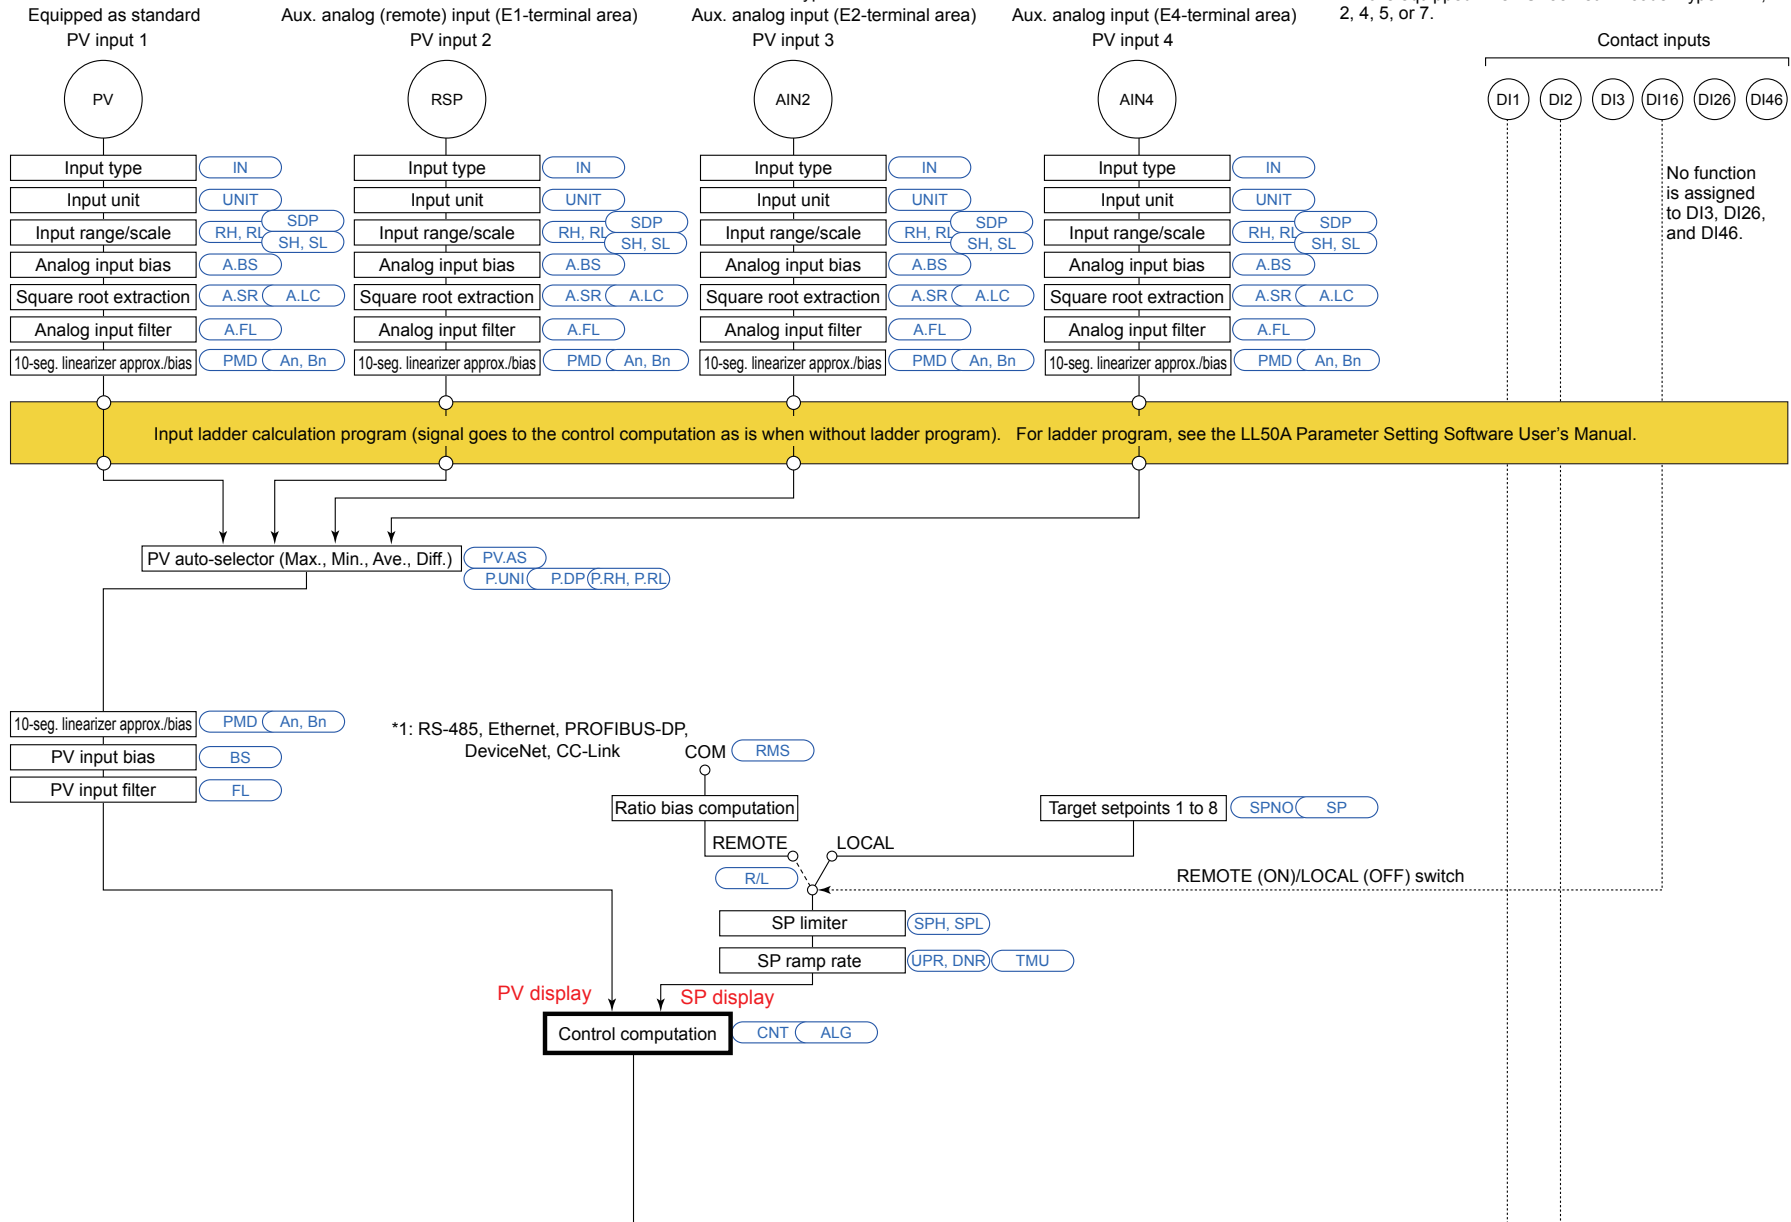 Equipped as standard
Aux. analog (remote) input (E1-terminal area)
Aux. analog input (E2-terminal area)
Aux. analog input (E4-terminal area)
2, 4, 5, or 7.
PV input 1
PV input 2
PV input 3
PV input 4
Contact inputs
PV
RSP
AIN2
AIN4
DI1
DI2
DI3
DI16
DI26
DI46
Input type IN
Input type IN
Input type IN
Input type IN
No function
is assigned
to DI3, DI26,
and DI46.
Input unit UNIT
Input unit UNIT
Input unit UNIT
Input unit UNIT
Input range/scale RH, RL SDP
SH, SL
Input range/scale RH, RL SDP
SH, SL
Input range/scale RH, RL SDP
SH, SL
Input range/scale RH, RL SDP
SH, SL
Analog input bias A.BS
Analog input bias A.BS
Analog input bias A.BS
Analog input bias A.BS
Square root extraction A.SR A.LC
Square root extraction A.SR A.LC
Square root extraction A.SR A.LC
Square root extraction A.SR A.LC
Analog input filter A.FL
Analog input filter A.FL
Analog input filter A.FL
Analog input filter A.FL
10-seg. linearizer approx./bias PMD An, Bn
10-seg. linearizer approx./bias PMD An, Bn
10-seg. linearizer approx./bias PMD An, Bn
10-seg. linearizer approx./bias PMD An, Bn
Input ladder calculation program (signal goes to the control computation as is when without ladder program). For ladder program, see the LL50A Parameter Setting Software User's Manual.
PV auto-selector (Max., Min., Ave., Diff.) PV.AS
P.UNI P.DP P.RH, P.RL
10-seg. linearizer approx./bias PMD An, Bn
PV input bias BS
PV input filter FL
*1: RS-485, Ethernet, PROFIBUS-DP,
DeviceNet, CC-Link
COM RMS
Ratio bias computation
Target setpoints 1 to 8 SPNO SP
REMOTE
LOCAL
R/L
REMOTE (ON)/LOCAL (OFF) switch
SP limiter SPH, SPL
SP ramp rate UPR, DNR TMU
PV display
SP display
Control computation CNT ALG